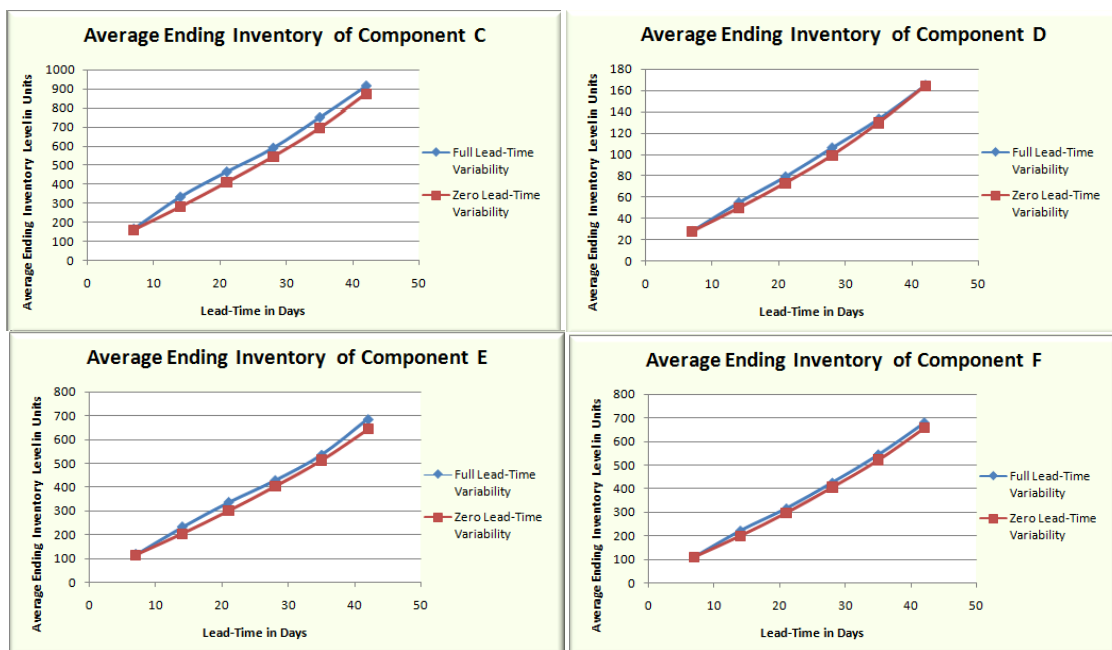 Average Ending Inventory of Component C
Average Ending Inventory Level in Units
1000
900
800
700
600
500
400
300
200
100
0
0 10 20 30 40 50
Lead-Time in Days
Full Lead-Time
Variability
Zero Lead-Time
Variability
Average Ending Inventory of Component D
Average Ending Inventory Level in Units
180
160
140
120
100
80
60
40
20
0
0 10 20 30 40 50
Lead-Time in Days
Full Lead-Time
Variability
Zero Lead-Time
Variability
Average Ending Inventory of Component E
Average Ending Inventory Level in Units
800
700
600
500
400
300
200
100
0
0 10 20 30 40 50
Lead-Time in Days
Full Lead-Time
Variability
Zero Lead-Time
Variability
Average Ending Inventory of Component F
Average Ending Inventory Level in Units
800
700
600
500
400
300
200
100
0
0 10 20 30 40 50
Lead-Time in Days
Full Lead-Time
Variability
Zero Lead-Time
Variability